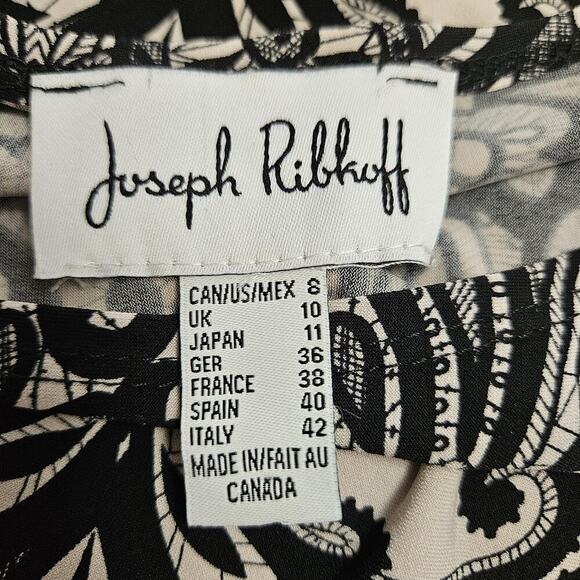 Joseph Ribkoff
CAN/US/MEX 8
UK 10
JAPAN 11
GER 36
FRANCE 38
SPAIN 40
ITALY 42
MADE IN/FAIT AU
CANADA